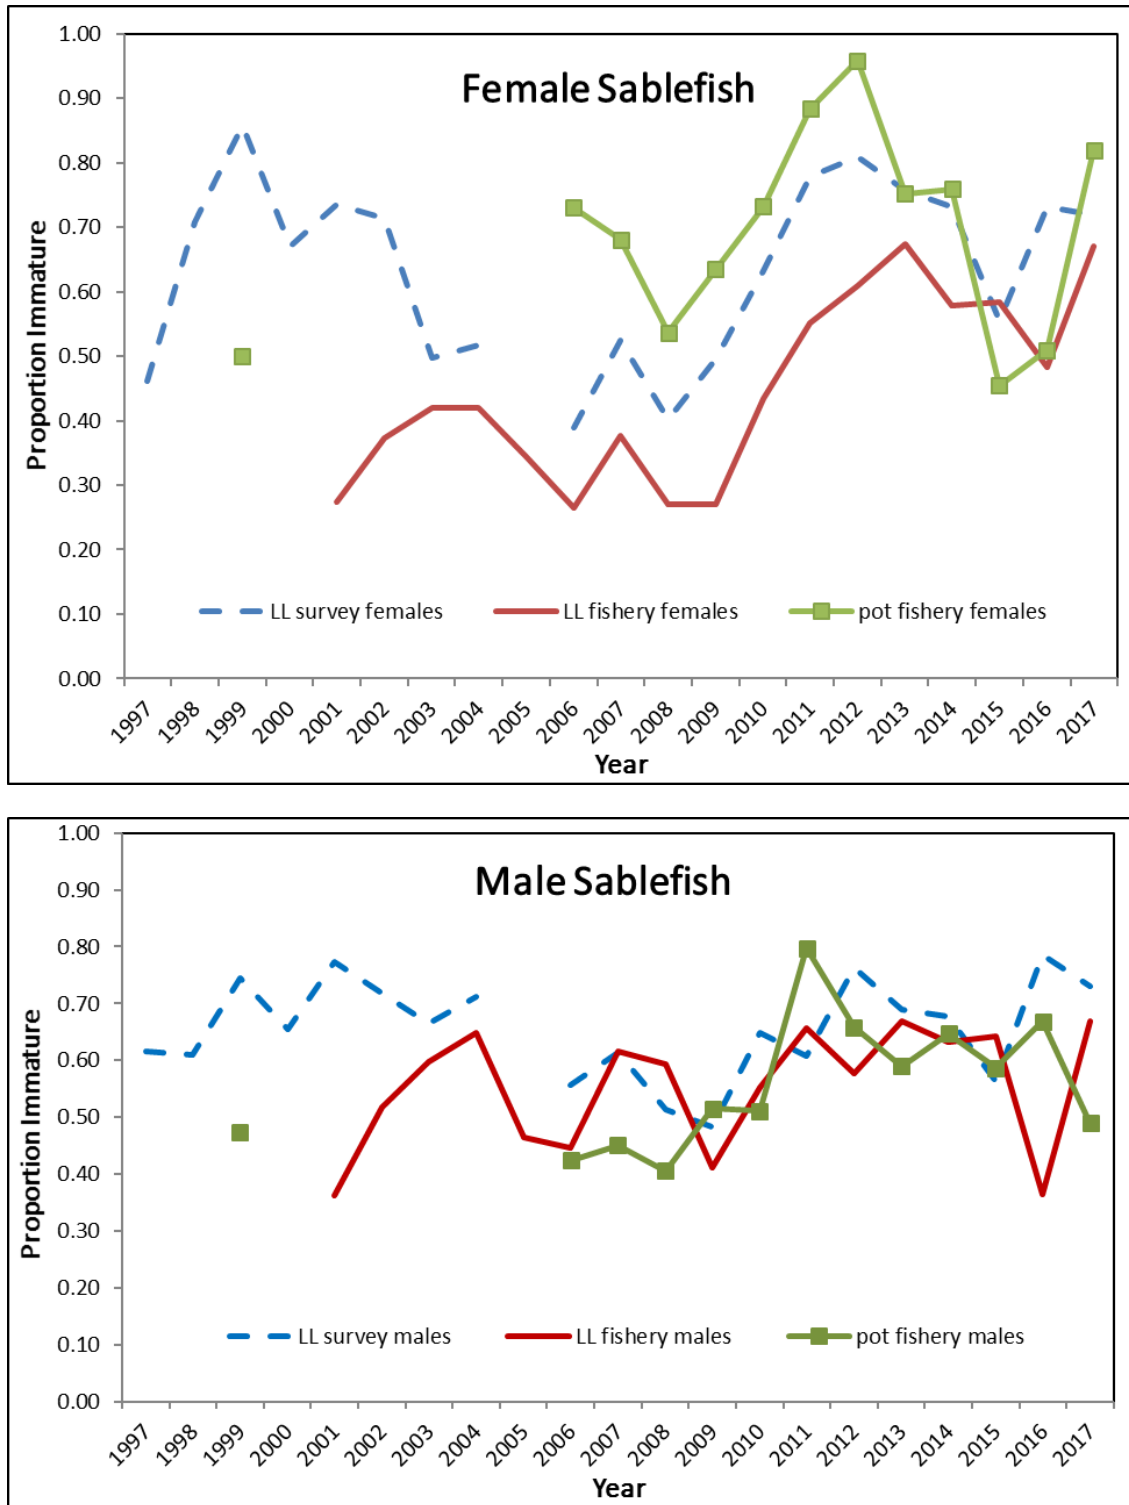 Female Sablefish
Proportion Immature
1.00
0.90
0.80
0.70
0.60
0.50
0.40
0.30
0.20
0.10
0.00
LL survey females LL fishery females pot fishery females
1997 1998 1999 2000 2001 2002 2003 2004 2005 2006 2007 2008 2009 2010 2011 2012 2013 2014 2015 2016 2017
Year
Male Sablefish
Proportion Immature
1.00
0.90
0.80
0.70
0.60
0.50
0.40
0.30
0.20
0.10
0.00
LL survey males LL fishery males pot fishery males
1997 1998 1999 2000 2001 2002 2003 2004 2005 2006 2007 2008 2009 2010 2011 2012 2013 2014 2015 2016 2017
Year